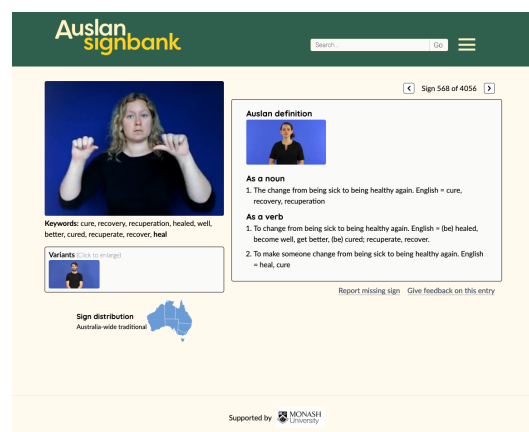 Auslan
signbank
Search...
Go
Sign 568 of 4056
Keywords: cure, recovery, recuperation, healed, well,
better, cured, recuperate, recover, heal
Variants (Click to enlarge)
Sign distribution
Australia-wide traditional
Auslan definition
As a noun
1. The change from being sick to being healthy again. English = cure,
recovery, recuperation
As a verb
1. To change from being sick to being healthy again. English = (be) healed,
become well, get better, (be) cured; recuperate, recover.
2. To make someone change from being sick to being healthy again. English
= heal, cure
Report missing sign Give feedback on this entry
Supported by
MONASH
University